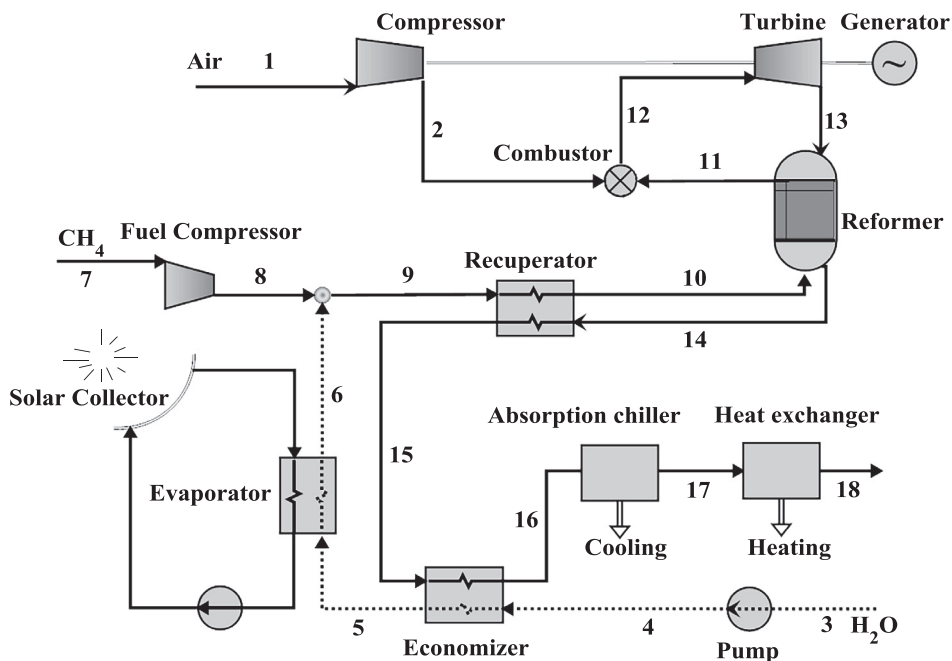 Compressor
Turbine
Generator
Air
1
~
2
12
13
Combustor
11
Reformer
CH4
7
Fuel Compressor
8
9
Recuperator
10
14
Solar Collector
6
Absorption chiller
Heat exchanger
15
Evaporator
16
17
18
Cooling
Heating
5
4
3
H2O
Economizer
Pump